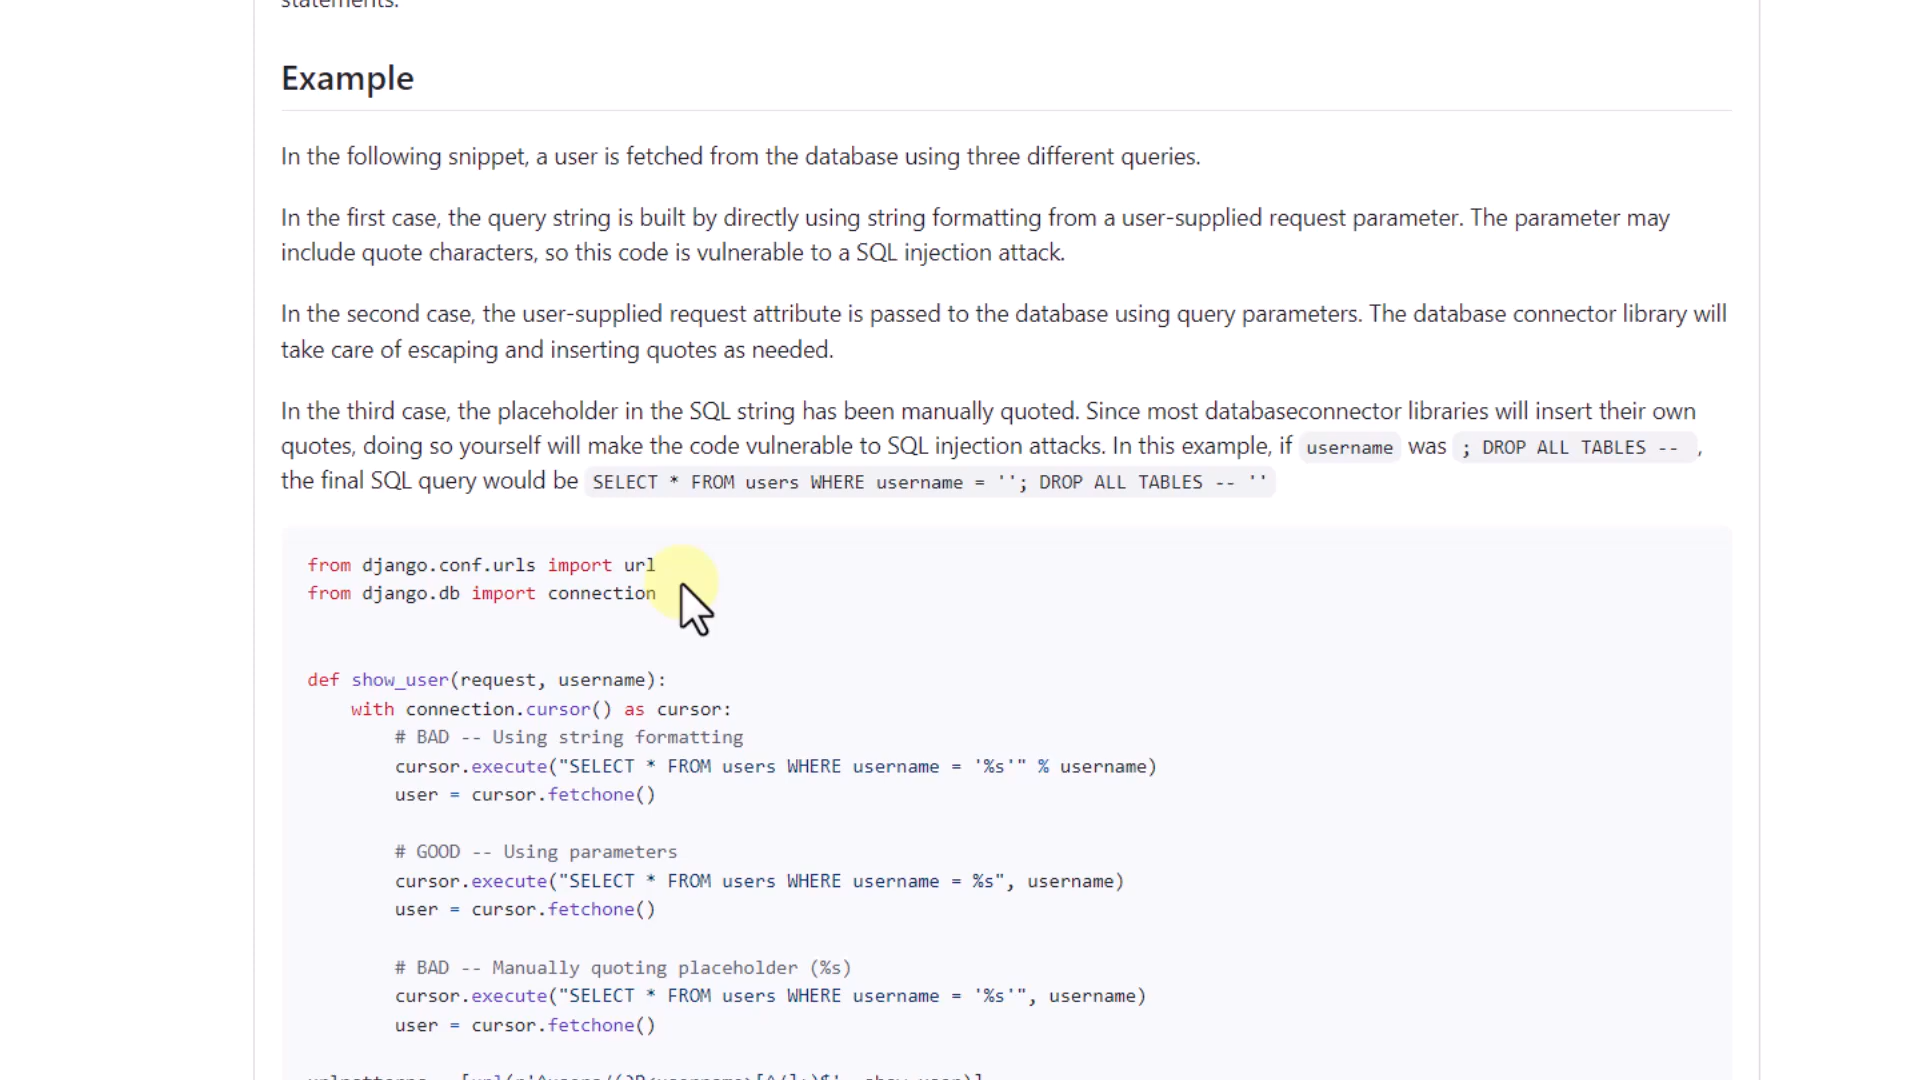 statements.
Example
In the following snippet, a user is fetched from the database using three different queries.
In the first case, the query string is built by directly using string formatting from a user-supplied request parameter. The parameter may
include quote characters, so this code is vulnerable to a SQL injection attack.
In the second case, the user-supplied request attribute is passed to the database using query parameters. The database connector library will
take care of escaping and inserting quotes as needed.
In the third case, the placeholder in the SQL string has been manually quoted. Since most databaseconnector libraries will insert their own
quotes, doing so yourself will make the code vulnerable to SQL injection attacks. In this example, if username was ; DROP ALL TABLES -- ,
the final SQL query would be SELECT * FROM users WHERE username = ''; DROP ALL TABLES -- ''
from django.conf.urls import url
from django.db import connection
def show_user(request, username):
    with connection.cursor() as cursor:
        # BAD -- Using string formatting
        cursor.execute("SELECT * FROM users WHERE username = '%s'" % username)
        user = cursor.fetchone()
        # GOOD -- Using parameters
        cursor.execute("SELECT * FROM users WHERE username = %s", username)
        user = cursor.fetchone()
        # BAD -- Manually quoting placeholder (%s)
        cursor.execute("SELECT * FROM users WHERE username = '%s'", username)
        user = cursor.fetchone()